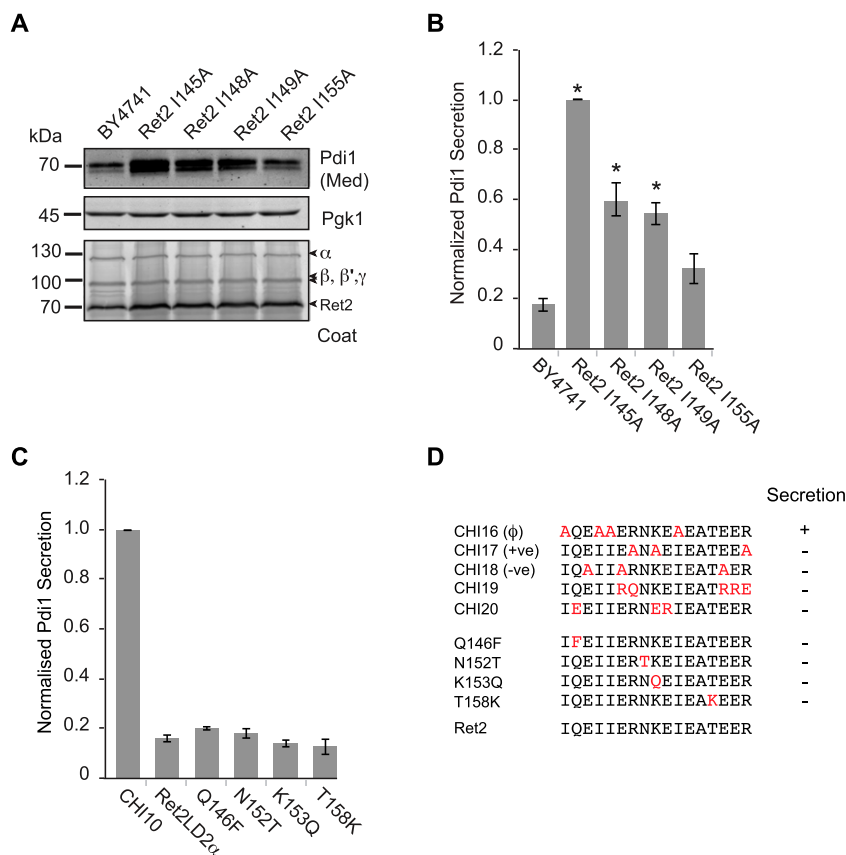 A
BY4741
Ret2 I145A
Ret2 I148A
Ret2 I149A
Ret2 I155A
kDa
70
Pdi1
(Med)
45
Pgk1
130
α
100
β, β',γ
70
Ret2
Coat
B
Normalized Pdi1 Secretion
1.2
1.0
0.8
0.6
0.4
0.2
0
*
*
*
BY4741
Ret2 I145A
Ret2 I148A
Ret2 I149A
Ret2 I155A
C
Normalised Pdi1 Secretion
1.2
1.0
0.8
0.6
0.4
0.2
0
CHI10
Ret2LD2α
Q146F
N152T
K153Q
T158K
D
Secretion
CHI16 (ϕ) AQEAAERNKEAEATEER +
CHI17 (+ve) IQEIIEANAEIEATEEA -
CHI18 (-ve) IQAIIARNKEIEATAER -
CHI19 IQEIIRQNKEIEATRRE -
CHI20 IEEIIERNERIEATEER -
Q146F IFEIIERNKEIEATEER -
N152T IQEIIERTKEIEATEER -
K153Q IQEIIERNQEIEATEER -
T158K IQEIIERNKEIEAKEER -
Ret2 IQEIIERNKEIEATEER